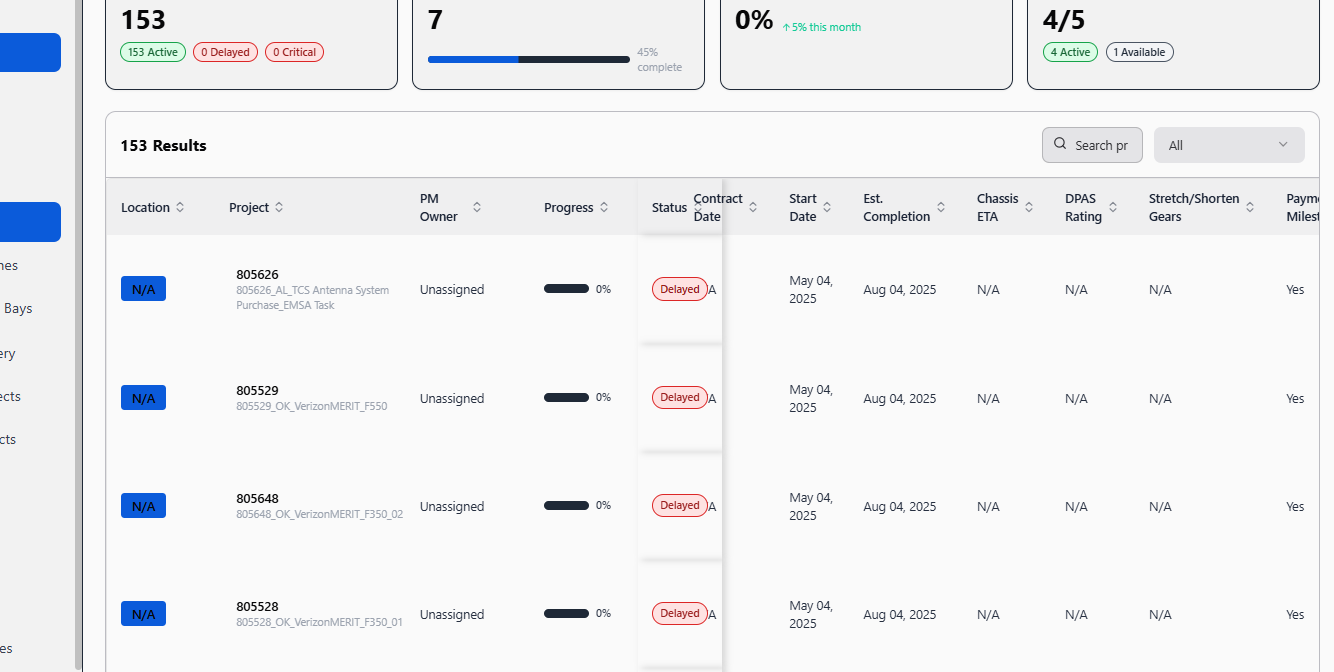 153
153 Active 0 Delayed 0 Critical
7
45%
complete
0% ↑ 5% this month
4/5
4 Active 1 Available
nes
Bays
ery
ects
cts
es
153 Results
Search pr
All
Location Project PM Owner Progress Status Contract Date Start Date Est. Completion Chassis ETA DPAS Rating Stretch/Shorten Gears Payme Milest
N/A
805626
805626_AL_TCS Antenna System
Purchase_EMSA Task
Unassigned 0% Delayed A May 04, 2025 Aug 04, 2025 N/A N/A N/A Yes
N/A
805529
805529_OK_VerizonMERIT_F550
Unassigned 0% Delayed A May 04, 2025 Aug 04, 2025 N/A N/A N/A Yes
N/A
805648
805648_OK_VerizonMERIT_F350_02
Unassigned 0% Delayed A May 04, 2025 Aug 04, 2025 N/A N/A N/A Yes
N/A
805528
805528_OK_VerizonMERIT_F350_01
Unassigned 0% Delayed A May 04, 2025 Aug 04, 2025 N/A N/A N/A Yes